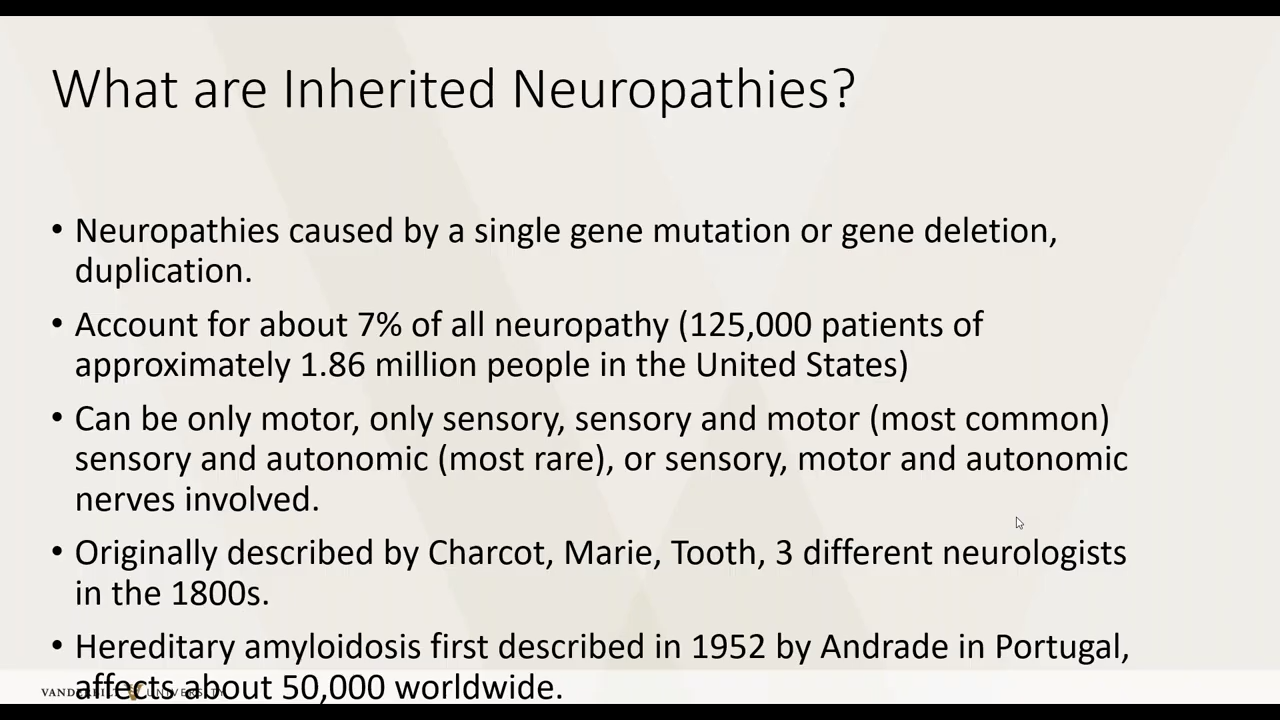 What are Inherited Neuropathies?
• Neuropathies caused by a single gene mutation or gene deletion,
duplication.
• Account for about 7% of all neuropathy (125,000 patients of
approximately 1.86 million people in the United States)
• Can be only motor, only sensory, sensory and motor (most common)
sensory and autonomic (most rare), or sensory, motor and autonomic
nerves involved.
• Originally described by Charcot, Marie, Tooth, 3 different neurologists
in the 1800s.
• Hereditary amyloidosis first described in 1952 by Andrade in Portugal,
affects about 50,000 worldwide.
VANDERBILT UNIVERSITY